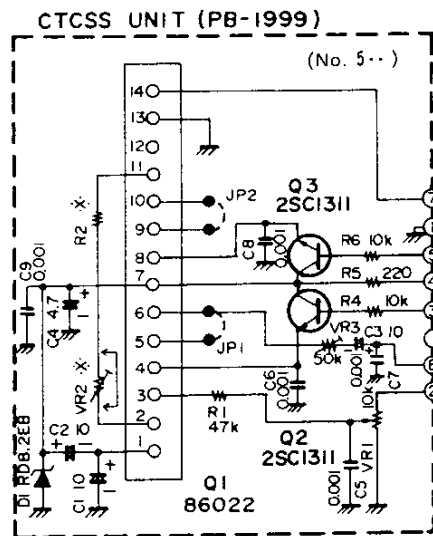 CTCSS UNIT (PB-1999)
(No. 5--)
14
13
12
11
10
9
8
7
6
5
4
3
2
1
JP2
JP1
Q3
2SC1311
R2 ※
C8
0.001
R6 10k
R5 220
R4 10k
C9
0.001
C4 4.7
VR3
50k
C3 10
0.001
C7
VR2 ※
C6
0.001
R1
47k
10k
VR1
Q2
2SC1311
C2 10
C1 10
D1 RD8.2EB
0.001
C5
Q1
86022